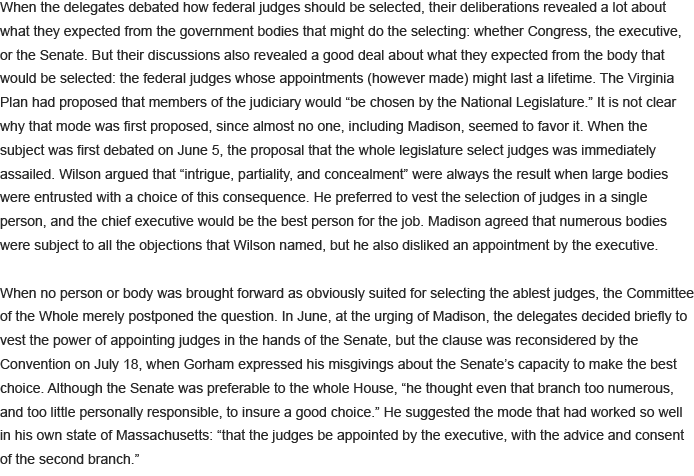 When the delegates debated how federal judges should be selected, their deliberations revealed a lot about
what they expected from the government bodies that might do the selecting: whether Congress, the executive,
or the Senate. But their discussions also revealed a good deal about what they expected from the body that
would be selected: the federal judges whose appointments (however made) might last a lifetime. The Virginia
Plan had proposed that members of the judiciary would “be chosen by the National Legislature.” It is not clear
why that mode was first proposed, since almost no one, including Madison, seemed to favor it. When the
subject was first debated on June 5, the proposal that the whole legislature select judges was immediately
assailed. Wilson argued that “intrigue, partiality, and concealment” were always the result when large bodies
were entrusted with a choice of this consequence. He preferred to vest the selection of judges in a single
person, and the chief executive would be the best person for the job. Madison agreed that numerous bodies
were subject to all the objections that Wilson named, but he also disliked an appointment by the executive.

When no person or body was brought forward as obviously suited for selecting the ablest judges, the Committee
of the Whole merely postponed the question. In June, at the urging of Madison, the delegates decided briefly to
vest the power of appointing judges in the hands of the Senate, but the clause was reconsidered by the
Convention on July 18, when Gorham expressed his misgivings about the Senate’s capacity to make the best
choice. Although the Senate was preferable to the whole House, “he thought even that branch too numerous,
and too little personally responsible, to insure a good choice.” He suggested the mode that had worked so well
in his own state of Massachusetts: “that the judges be appointed by the executive, with the advice and consent
of the second branch.”